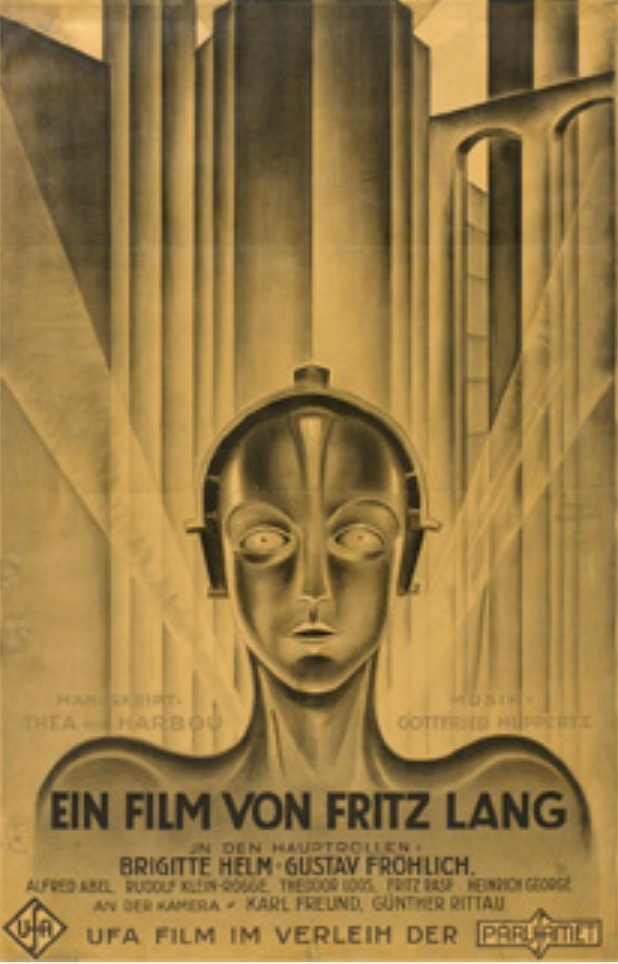 MANUSKRIPT:
THEA VON HARBOU
MUSIK:
GOTTFRIED HUPPERTZ
EIN FILM VON FRITZ LANG
IN DEN HAUPTROLLEN:
BRIGITTE HELM · GUSTAV FRÖHLICH,
ALFRED ABEL, RUDOLF KLEIN-ROGGE, THEODOR LOOS, FRITZ RASP HEINRICH GEORGE
AN DER KAMERA: KARL FREUND, GÜNTHER RITTAU
UFA
UFA FILM IM VERLEIH DER PARUFAMET